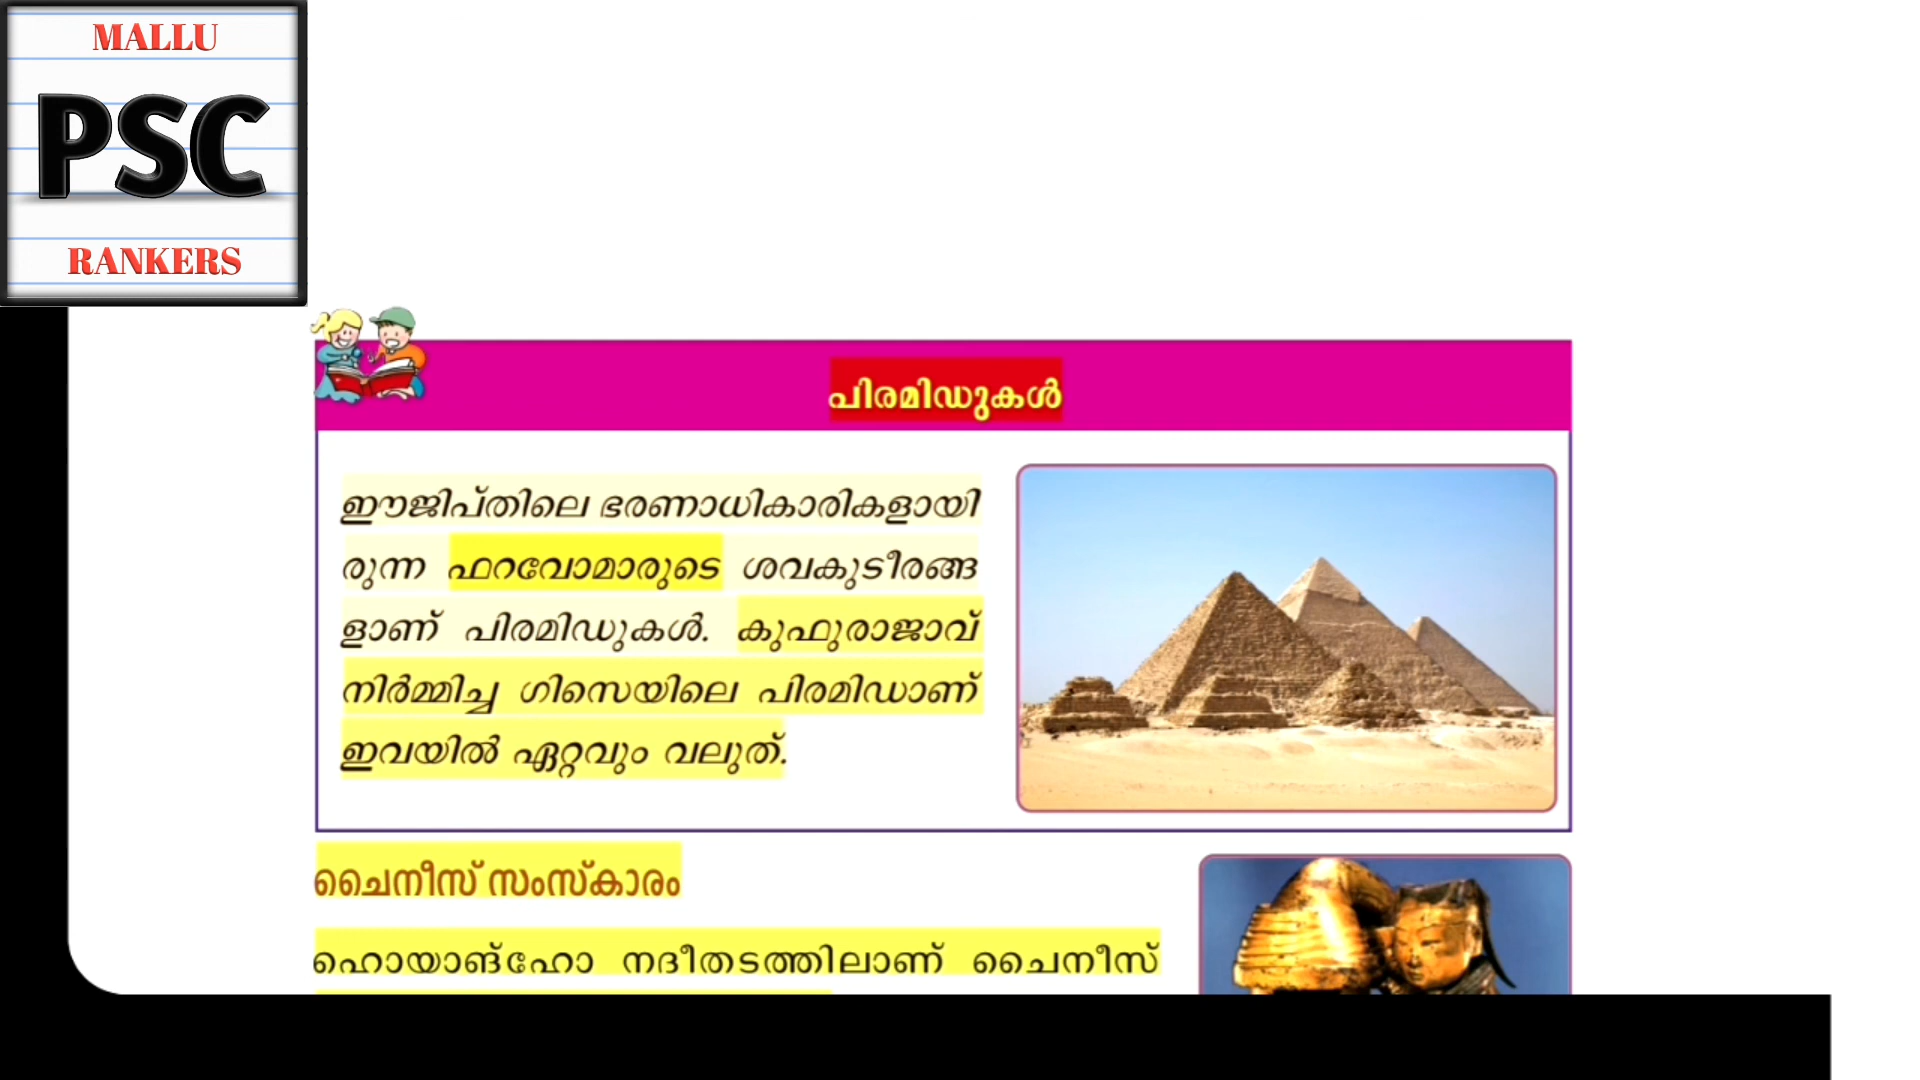 MALLU
PSC
RANKERS
പിരമിഡുകൾ
ഈജിപ്തിലെ ഭരണാധികാരികളായി
രുന്ന ഫറവോമാരുടെ ശവകുടീരങ്ങ
ളാണ് പിരമിഡുകൾ. കുഫുരാജാവ്
നിർമ്മിച്ച ഗിസെയിലെ പിരമിഡാണ്
ഇവയിൽ ഏറ്റവും വലുത്.
ചൈനീസ് സംസ്കാരം
ഹൊയാങ്ഹോ നദീതടത്തിലാണ് ചൈനീസ്